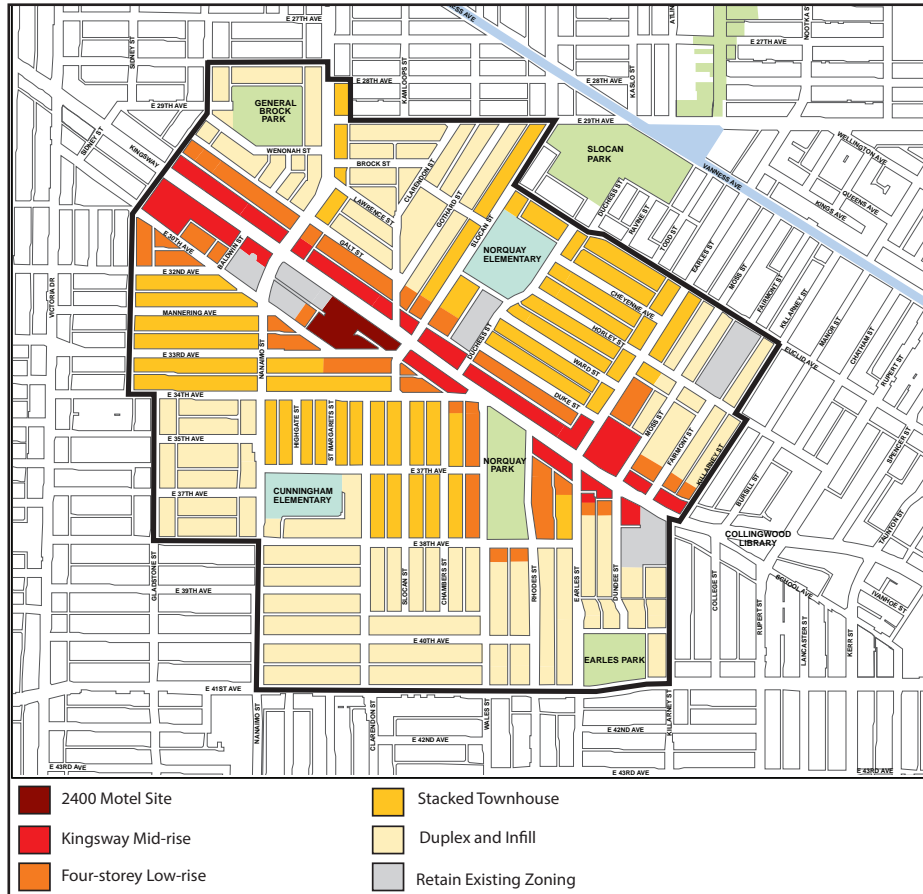 E 27TH AVE
SIDNEY ST
E 28TH AVE
KAMLOOPS ST
KASLO ST
E 28TH AVE
E 27TH AVE
NOOTKA ST
E 29TH AVE
SIDNEY ST
KINGSWAY
GENERAL
BROCK
PARK
E 29TH AVE
SLOCAN
PARK
WENONAH ST
BROCK ST
CLARENDON ST
LAWRENCE ST
GOTHARD ST
SLOCAN ST
DUCHESS ST
RAVINE ST
TODD ST
EARLES ST
MOSS ST
FAIRMONT ST
KILLARNEY ST
MANOR ST
CHATHAM ST
RUPERT ST
VANNESS AVE
WELLINGTON AVE
QUEENS AVE
KINGS AVE
E 30TH AVE
BALDWIN ST
GALT ST
NORQUAY
ELEMENTARY
E 32ND AVE
VICTORIA DR
MANNERING AVE
E 33RD AVE
NANAIMO ST
DUCHESS ST
CHEYENNE AVE
HORLEY ST
WARD ST
DUKE ST
EUCLID AVE
E 34TH AVE
HIGHGATE ST
ST MARGARETS ST
E 35TH AVE
E 37TH AVE
E 37TH AVE
CUNNINGHAM
ELEMENTARY
NORQUAY
PARK
MOSS ST
FAIRMONT ST
KILLARNEY ST
BURSILL ST
SPENCER ST
TAUNTON ST
COLLINGWOOD
LIBRARY
E 38TH AVE
GLADSTONE ST
E 39TH AVE
SLOCAN ST
CHAMBERS ST
RHODES ST
EARLES ST
DUNDEE ST
COLLEGE ST
RUPERT ST
LANCASTER ST
SCHOOL AVE
IVANHOE ST
KERR ST
E 40TH AVE
EARLES PARK
E 41ST AVE
NANAIMO ST
CLARENDON ST
WALES ST
KILLARNEY ST
E 42ND AVE
E 42ND AVE
E 43RD AVE
E 43RD AVE
E 43RD AVE
2400 Motel Site
Kingsway Mid-rise
Four-storey Low-rise
Stacked Townhouse
Duplex and Infill
Retain Existing Zoning